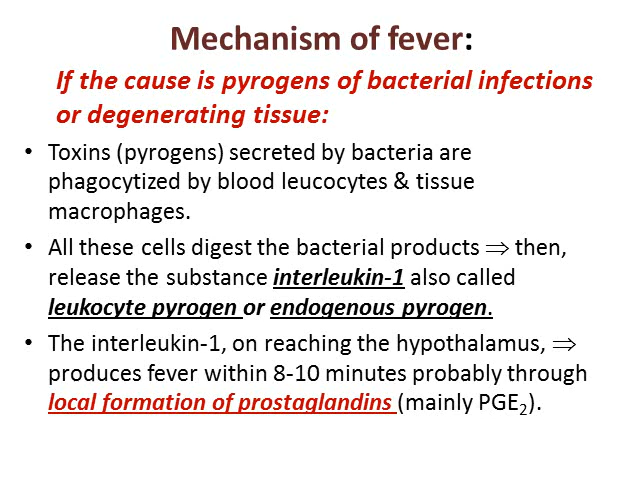 Mechanism of fever:
If the cause is pyrogens of bacterial infections
or degenerating tissue:
• Toxins (pyrogens) secreted by bacteria are
phagocytized by blood leucocytes & tissue
macrophages.
• All these cells digest the bacterial products ⇒ then,
release the substance interleukin-1 also called
leukocyte pyrogen or endogenous pyrogen.
• The interleukin-1, on reaching the hypothalamus, ⇒
produces fever within 8-10 minutes probably through
local formation of prostaglandins (mainly PGE₂).